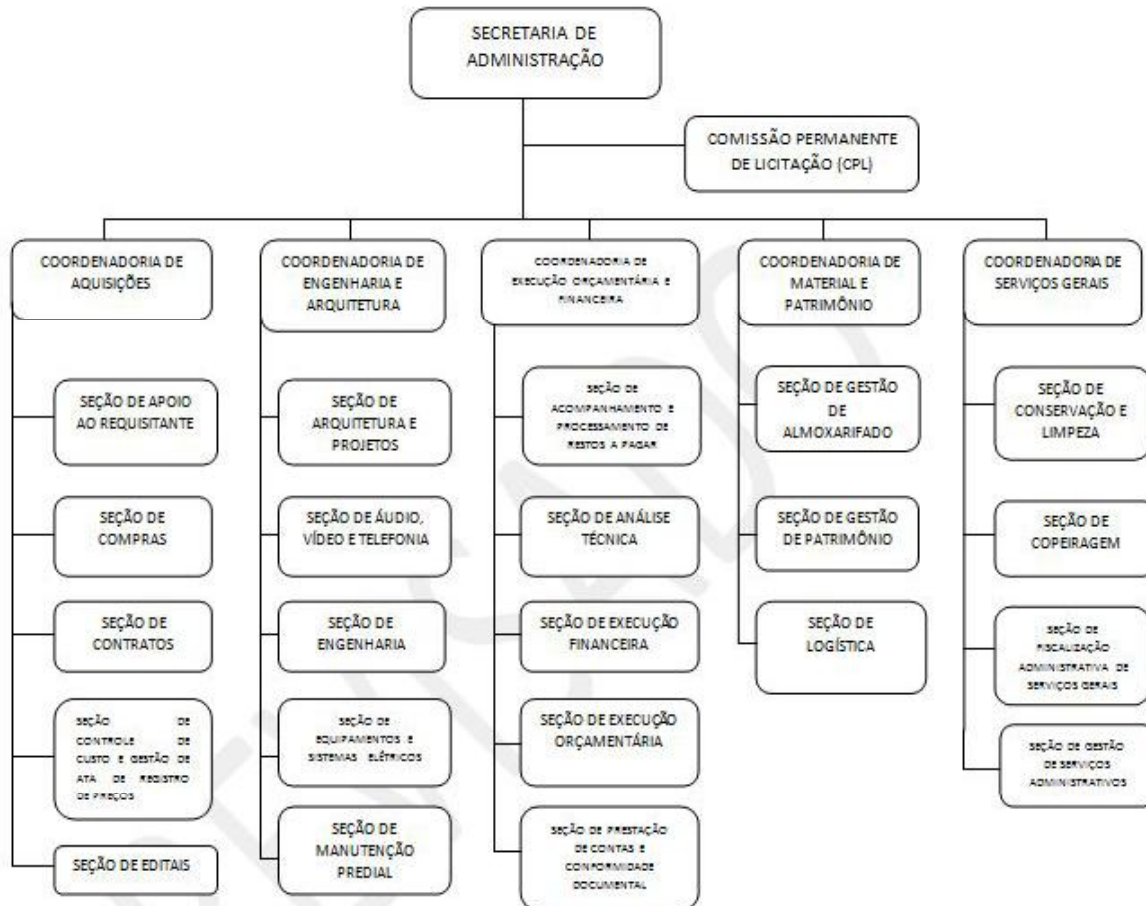 SECRETARIA DE
ADMINISTRAÇÃO
COMISSÃO PERMANENTE
DE LICITAÇÃO (CPL)
COORDENADORIA DE
AQUISIÇÕES
SEÇÃO DE APOIO
AO REQUISITANTE
SEÇÃO DE
COMPRAS
SEÇÃO DE
CONTRATOS
SEÇÃO DE
CONTROLE DE
CUSTO E GESTÃO DE
ATA DE REGISTRO
DE PREÇOS
SEÇÃO DE EDITAIS
COORDENADORIA DE
ENGENHARIA E
ARQUITETURA
SEÇÃO DE
ARQUITETURA E
PROJETOS
SEÇÃO DE ÁUDIO,
VÍDEO E TELEFONIA
SEÇÃO DE
ENGENHARIA
SEÇÃO DE
EQUIPAMENTOS E
SISTEMAS ELÉTRICOS
SEÇÃO DE
MANUTENÇÃO
PREDIAL
COORDENADORIA DE
EXECUÇÃO ORÇAMENTÁRIA E
FINANCEIRA
SEÇÃO DE
ACOMPANHAMENTO E
PROCESSAMENTO DE
RESTOS A PAGAR
SEÇÃO DE ANÁLISE
TÉCNICA
SEÇÃO DE EXECUÇÃO
FINANCEIRA
SEÇÃO DE EXECUÇÃO
ORÇAMENTÁRIA
SEÇÃO DE PRESTAÇÃO
DE CONTAS E
CONFORMIDADE
DOCUMENTAL
COORDENADORIA DE
MATERIAL E
PATRIMÔNIO
SEÇÃO DE GESTÃO
DE
ALMOXARIFADO
SEÇÃO DE GESTÃO
DE PATRIMÔNIO
SEÇÃO DE
LOGÍSTICA
COORDENADORIA DE
SERVIÇOS GERAIS
SEÇÃO DE
CONSERVAÇÃO E
LIMPEZA
SEÇÃO DE
COPEIRAGEM
SEÇÃO DE
FISCALIZAÇÃO
ADMINISTRATIVA DE
SERVIÇOS GERAIS
SEÇÃO DE GESTÃO
DE SERVIÇOS
ADMINISTRATIVOS